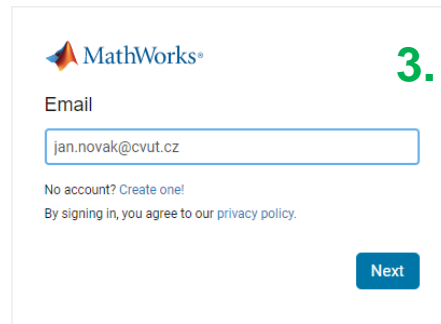 MathWorks®
3.
Email
jan.novak@cvut.cz
No account? Create one!
By signing in, you agree to our privacy policy.
Next